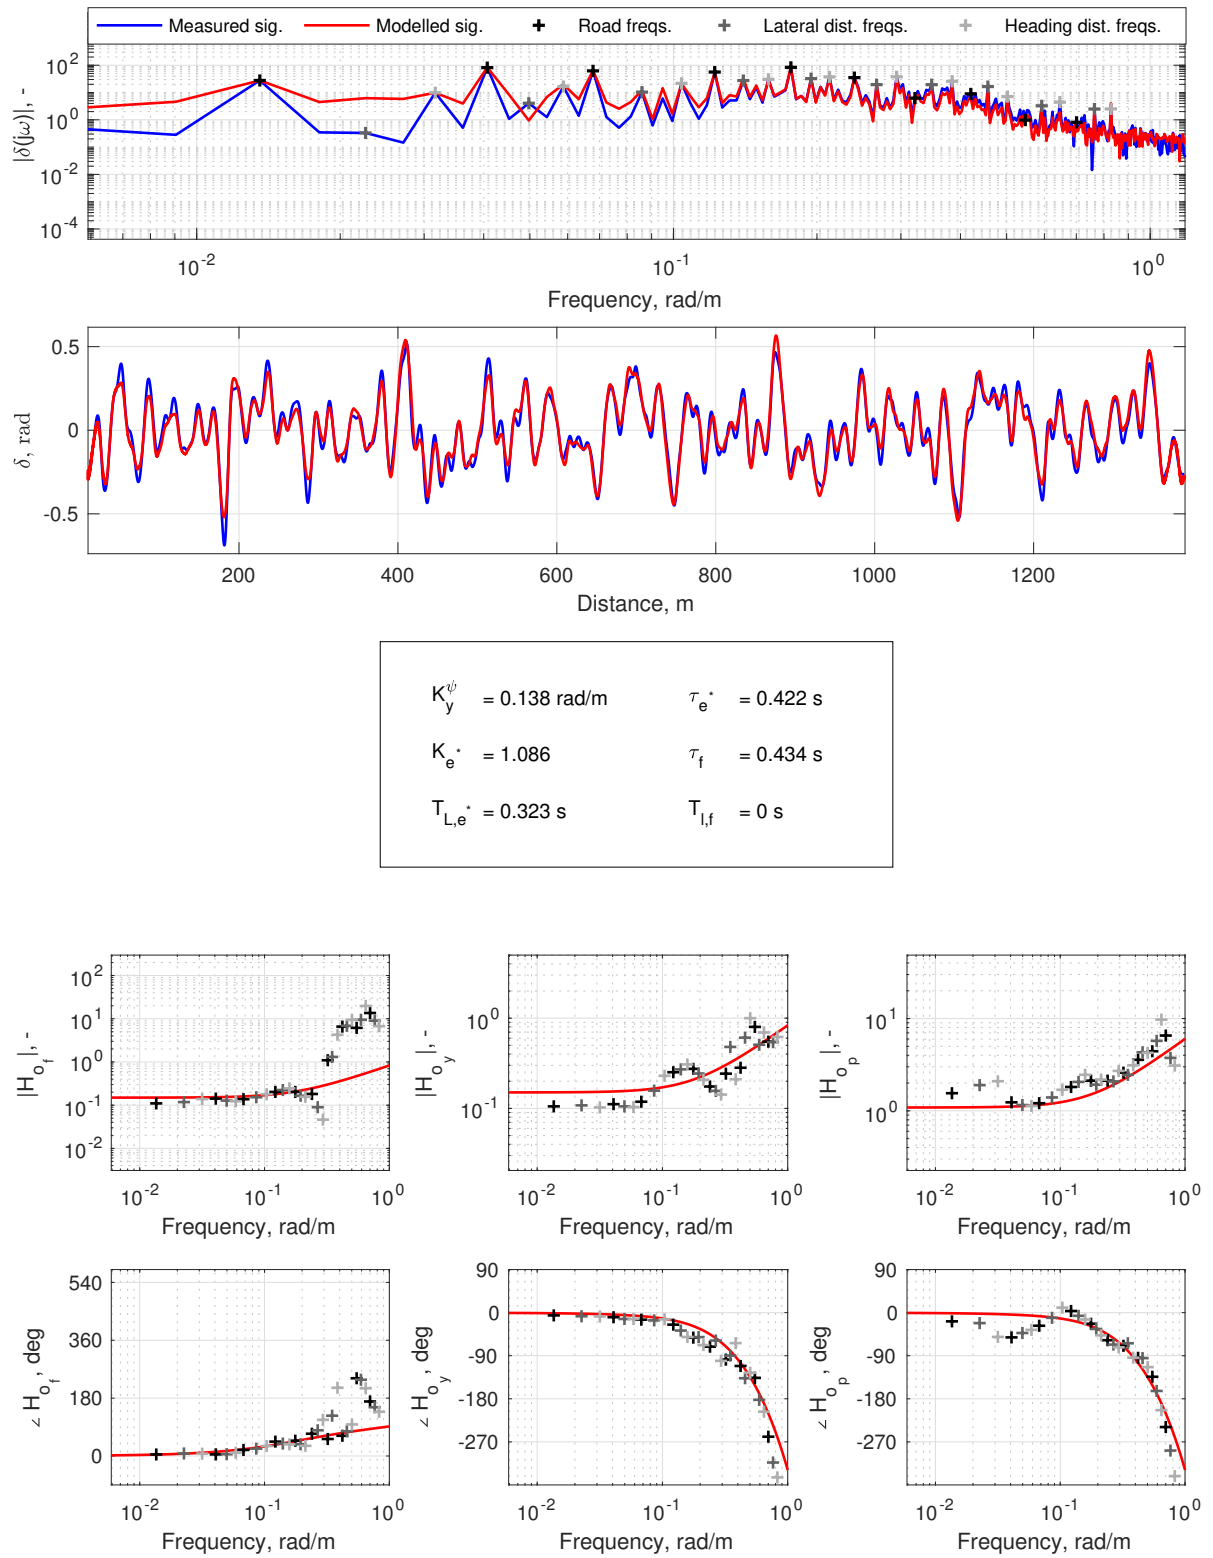 Measured sig. Modelled sig. Road freqs. Lateral dist. freqs. Heading dist. freqs.
|δ(jω)|, -
10^2
10^0
10^-2
10^-4
10^-2 10^-1 10^0
Frequency, rad/m
δ, rad
0.5
0
-0.5
200 400 600 800 1000 1200
Distance, m
K_y^ψ = 0.138 rad/m τ_e* = 0.422 s
K_e* = 1.086 τ_f = 0.434 s
T_L,e* = 0.323 s T_l,f = 0 s
|H_o_f|, -
10^2
10^1
10^0
10^-1
10^-2
10^-2 10^-1 10^0
Frequency, rad/m
|H_o_y|, -
10^0
10^-1
10^-2 10^-1 10^0
Frequency, rad/m
|H_o_p|, -
10^1
10^0
10^-2 10^-1 10^0
Frequency, rad/m
∠ H_o_f, deg
540
360
180
0
10^-2 10^-1 10^0
Frequency, rad/m
∠ H_o_y, deg
90
0
-90
-180
-270
10^-2 10^-1 10^0
Frequency, rad/m
∠ H_o_p, deg
90
0
-90
-180
-270
10^-2 10^-1 10^0
Frequency, rad/m